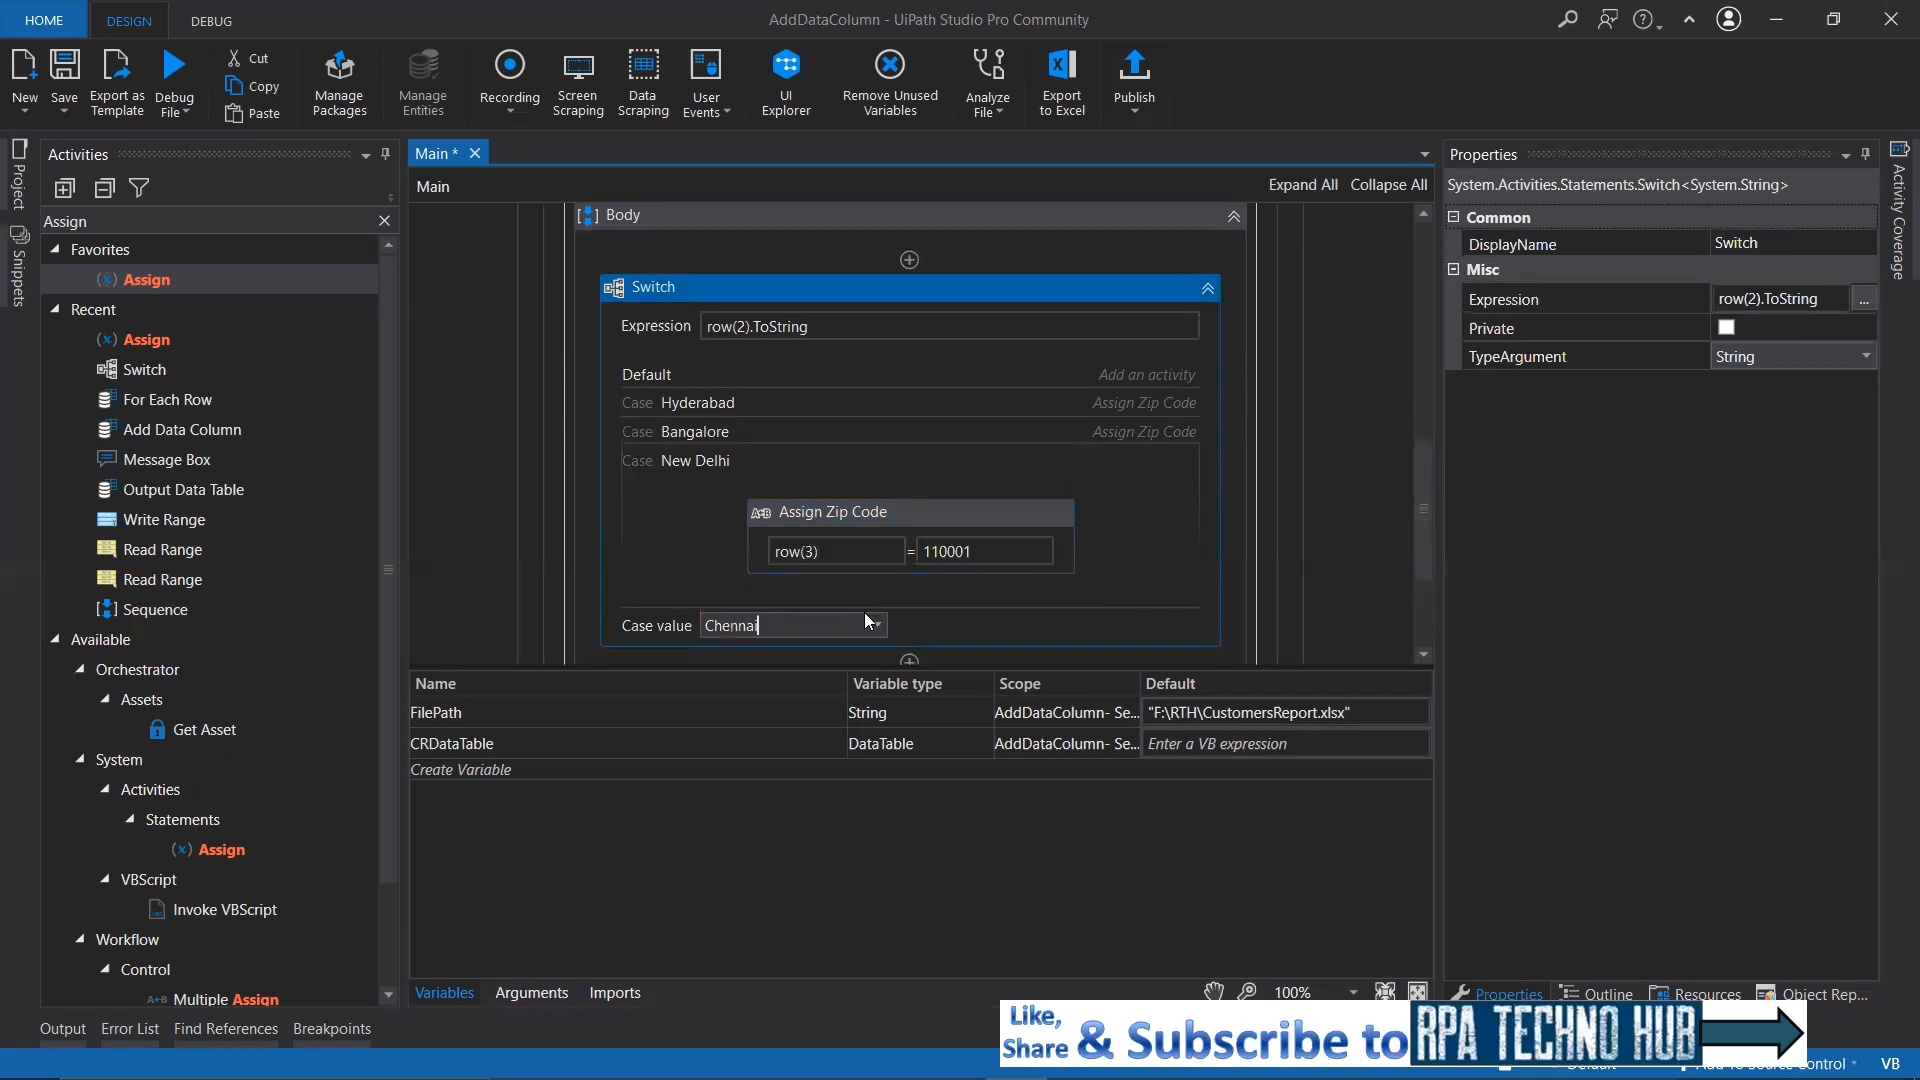 HOME
DESIGN
DEBUG
AddDataColumn - UiPath Studio Pro Community
New
Save
Export as Template
Debug File
Cut
Copy
Paste
Manage Packages
Manage Entities
Recording
Screen Scraping
Data Scraping
User Events
UI Explorer
Remove Unused Variables
Analyze File
Export to Excel
Publish
Project
Snippets
Activities
Assign
Favorites
Assign
Recent
Assign
Switch
For Each Row
Add Data Column
Message Box
Output Data Table
Write Range
Read Range
Read Range
Sequence
Available
Orchestrator
Assets
Get Asset
System
Activities
Statements
Assign
VBScript
Invoke VBScript
Workflow
Control
A+B Multiple Assign
Main *
Main
Expand All
Collapse All
Body
Switch
Expression row(2).ToString
Default Add an activity
Case Hyderabad Assign Zip Code
Case Bangalore Assign Zip Code
Case New Delhi
A=B Assign Zip Code
row(3) = 110001
Case value Chennai
Name Variable type Scope Default
FilePath String AddDataColumn- Se... "F:\RTH\CustomersReport.xlsx"
CRDataTable DataTable AddDataColumn- Se... Enter a VB expression
Create Variable
Variables
Arguments
Imports
100%
Properties
System.Activities.Statements.Switch<System.String>
Common
DisplayName Switch
Misc
Expression row(2).ToString ...
Private
TypeArgument String
Activity Coverage
Properties
Outline
Resources
Object Rep...
Output
Error List
Find References
Breakpoints
Like,
Share & Subscribe to RPA TECHNO HUB
VB